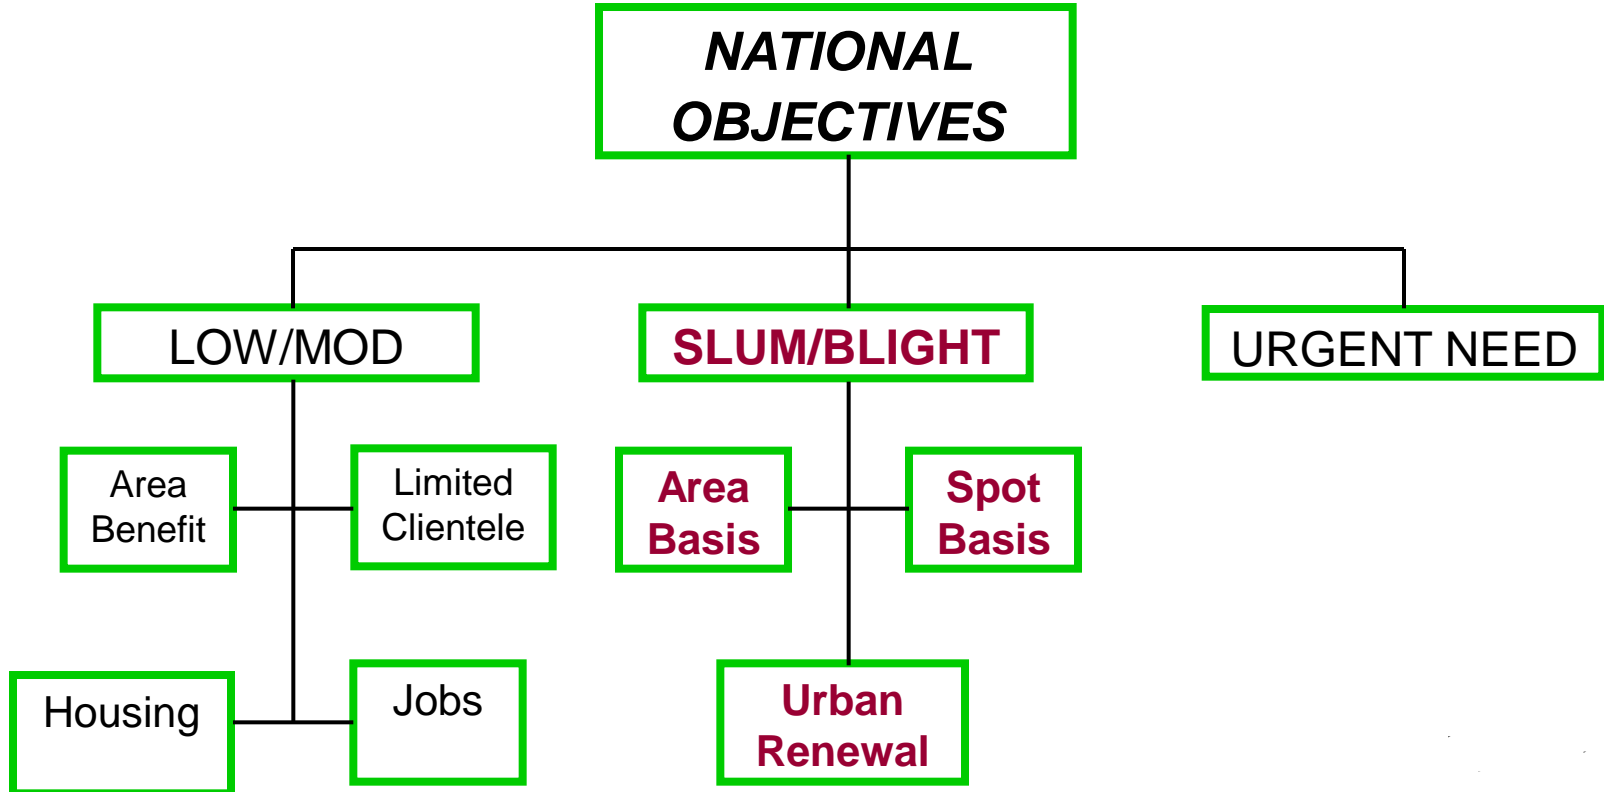 NATIONAL
OBJECTIVES
LOW/MOD
SLUM/BLIGHT
URGENT NEED
Area
Benefit
Limited
Clientele
Area
Basis
Spot
Basis
Housing
Jobs
Urban
Renewal